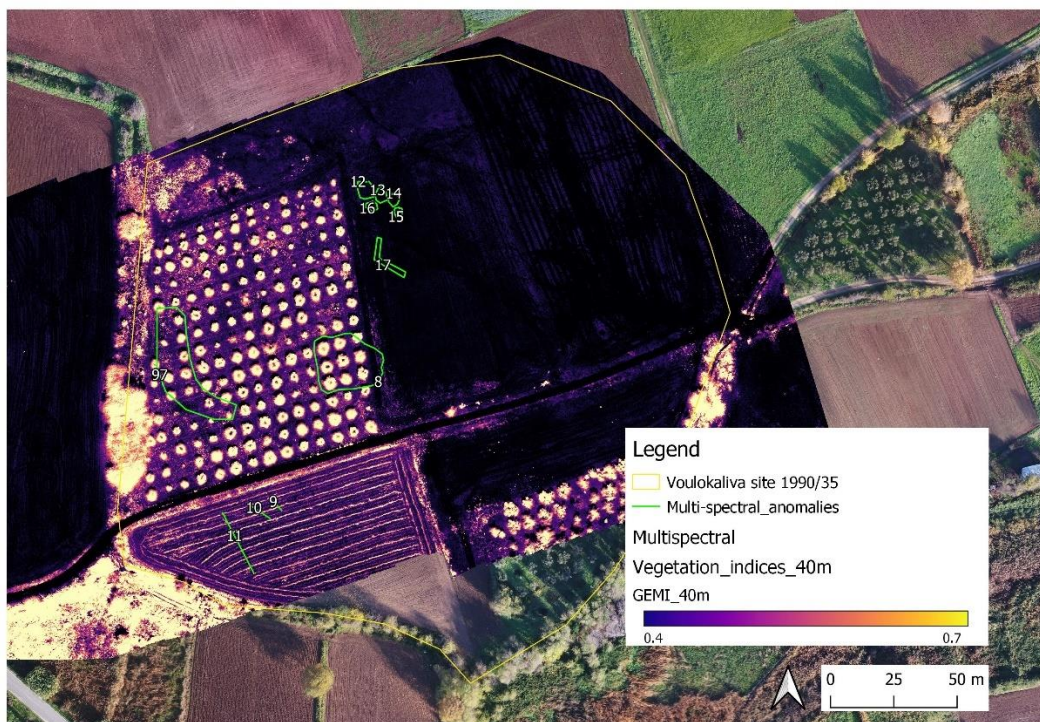 12
13
14
16
15
17
97
8
9
10
11
Legend
Voulokaliva site 1990/35
Multi-spectral_anomalies
Multispectral
Vegetation_indices_40m
GEMI_40m
0.4 0.7
0 25 50 m